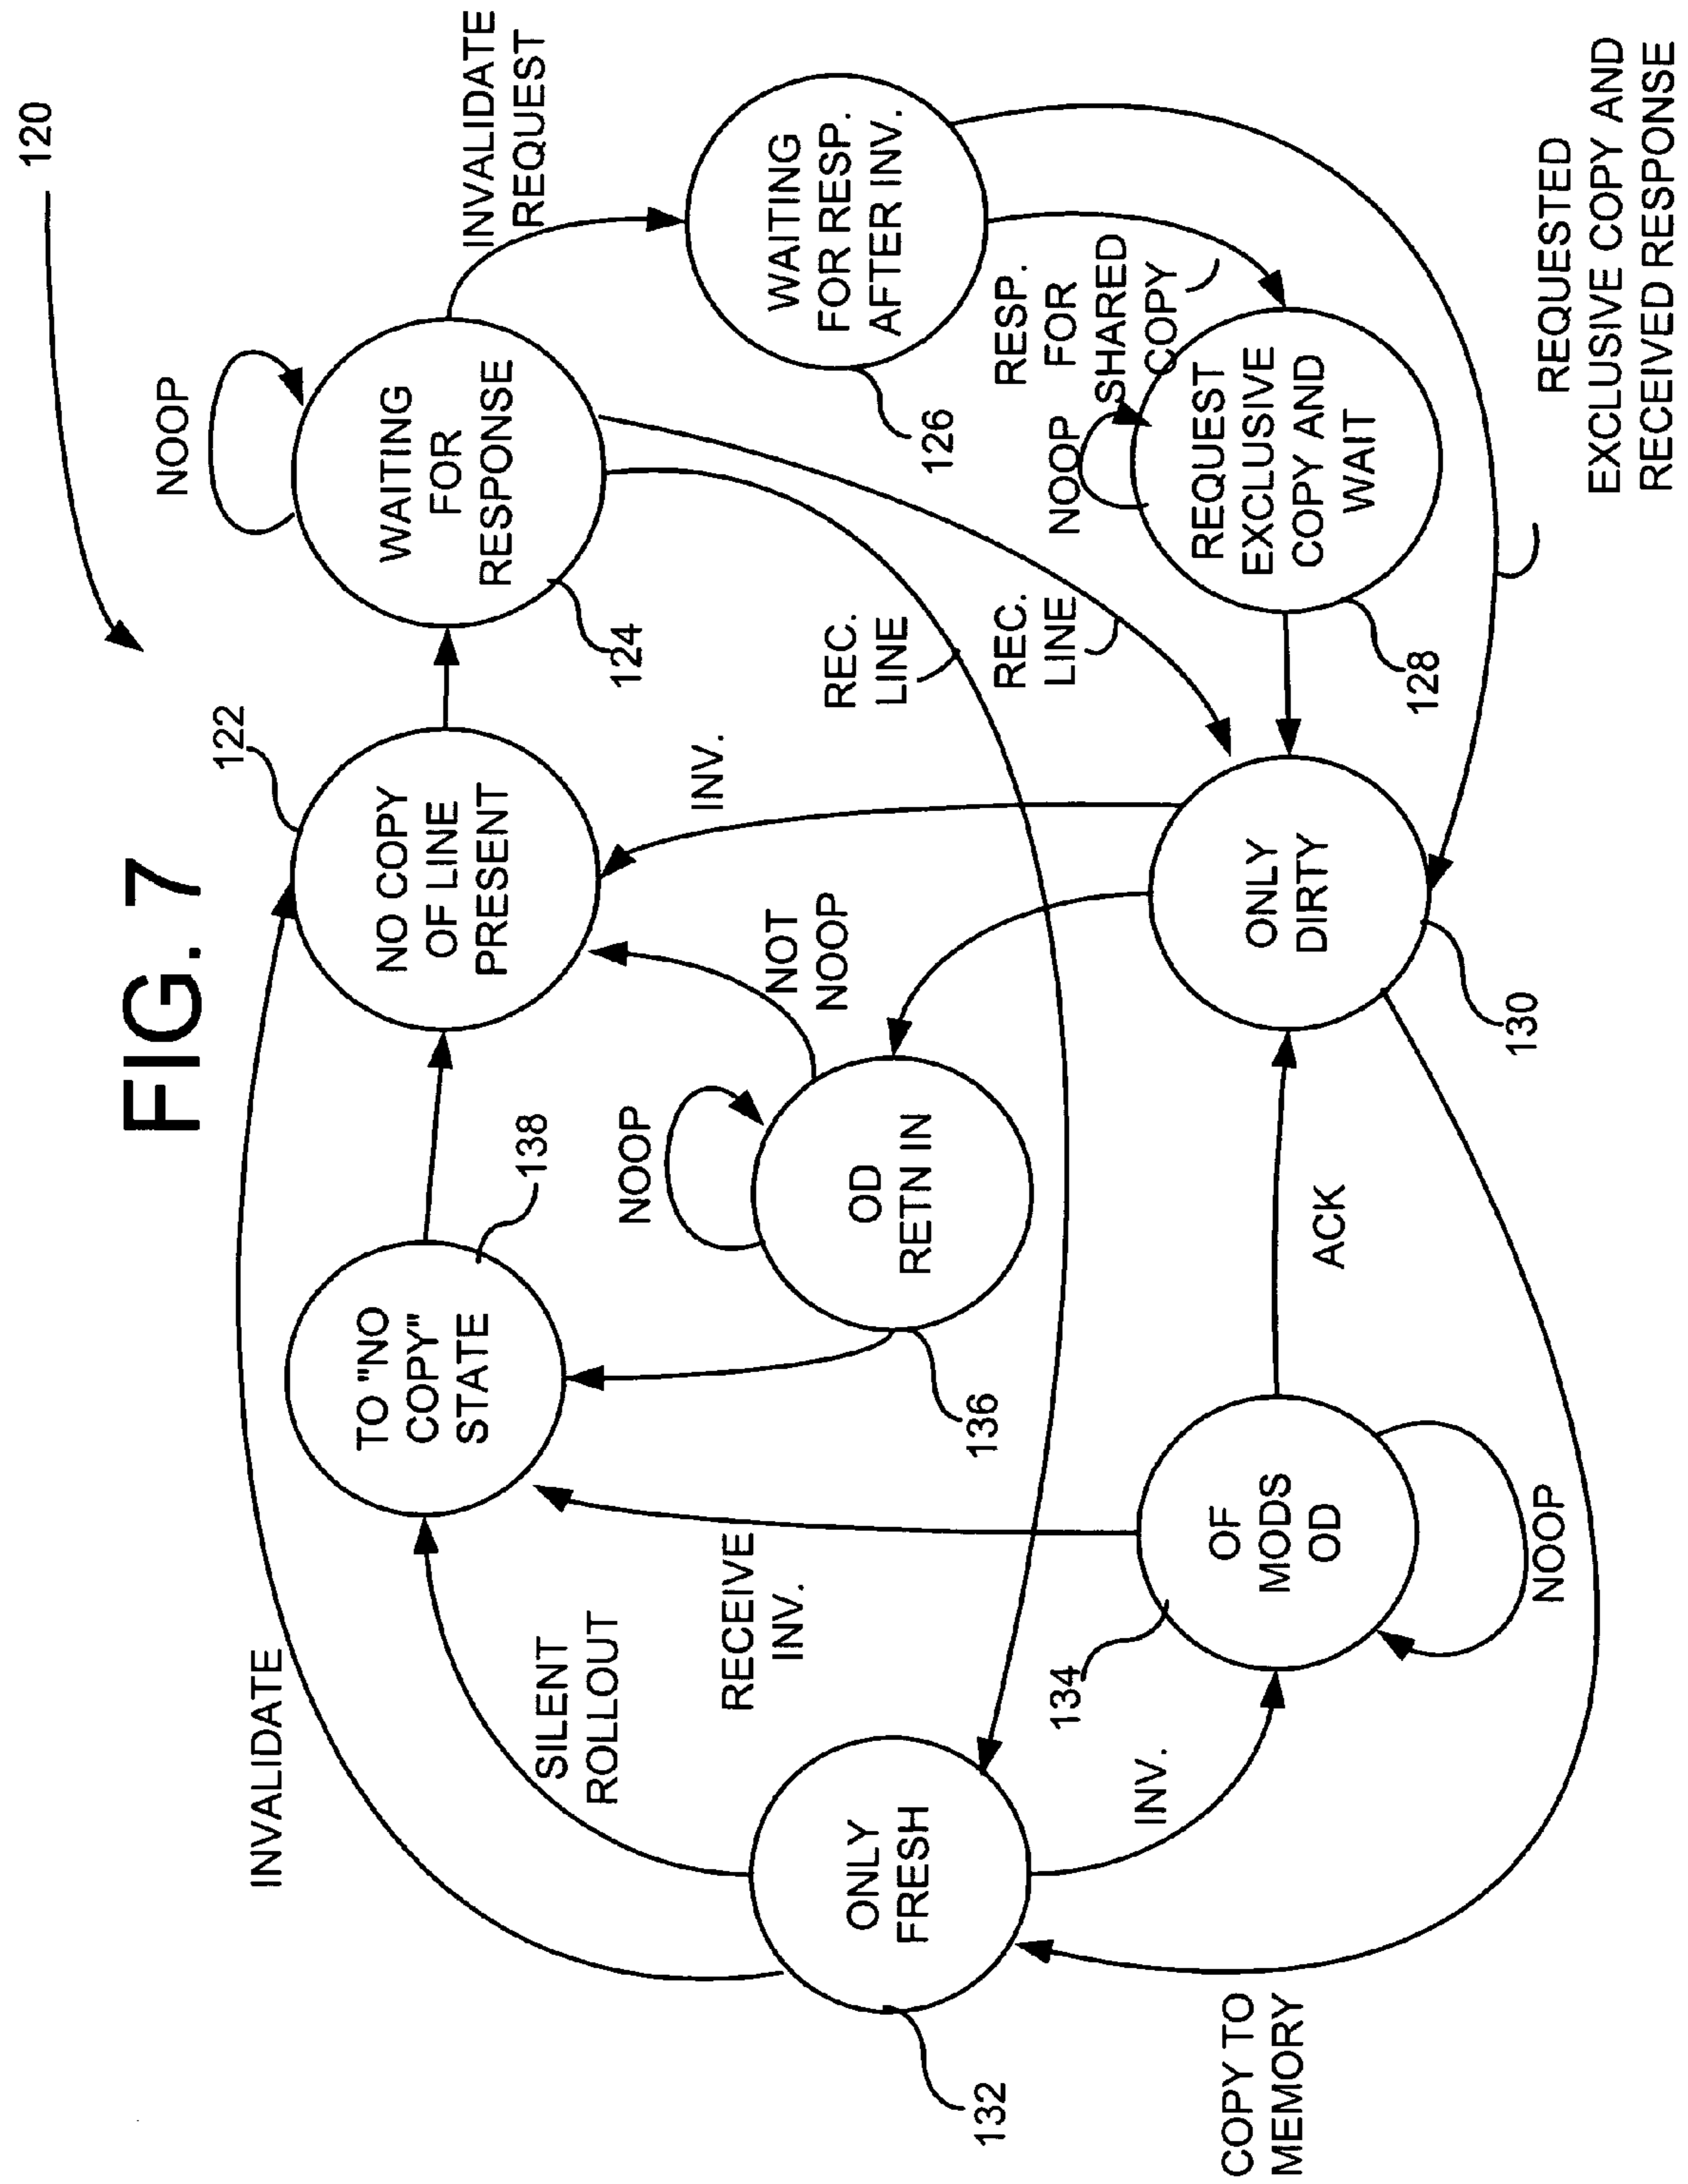 FIG. 7
120
INVALIDATE
SILENT
ROLLOUT
RECEIVE
INV.
TO "NO
COPY"
STATE
138
122
NO COPY
OF LINE
PRESENT
NOOP
WAITING
FOR
RESPONSE
124
INVALIDATE
REQUEST
NOOP
NOT
NOOP
INV.
OD
RETN IN
136
REC.
LINE
REC.
LINE
WAITING
FOR RESP.
AFTER INV.
126
RESP.
FOR
SHARED
COPY
NOOP
REQUEST
EXCLUSIVE
COPY AND
WAIT
128
ONLY
FRESH
132
INV.
134
OF
MODS
OD
NOOP
ACK
ONLY
DIRTY
130
COPY TO
MEMORY
REQUESTED
EXCLUSIVE COPY AND
RECEIVED RESPONSE